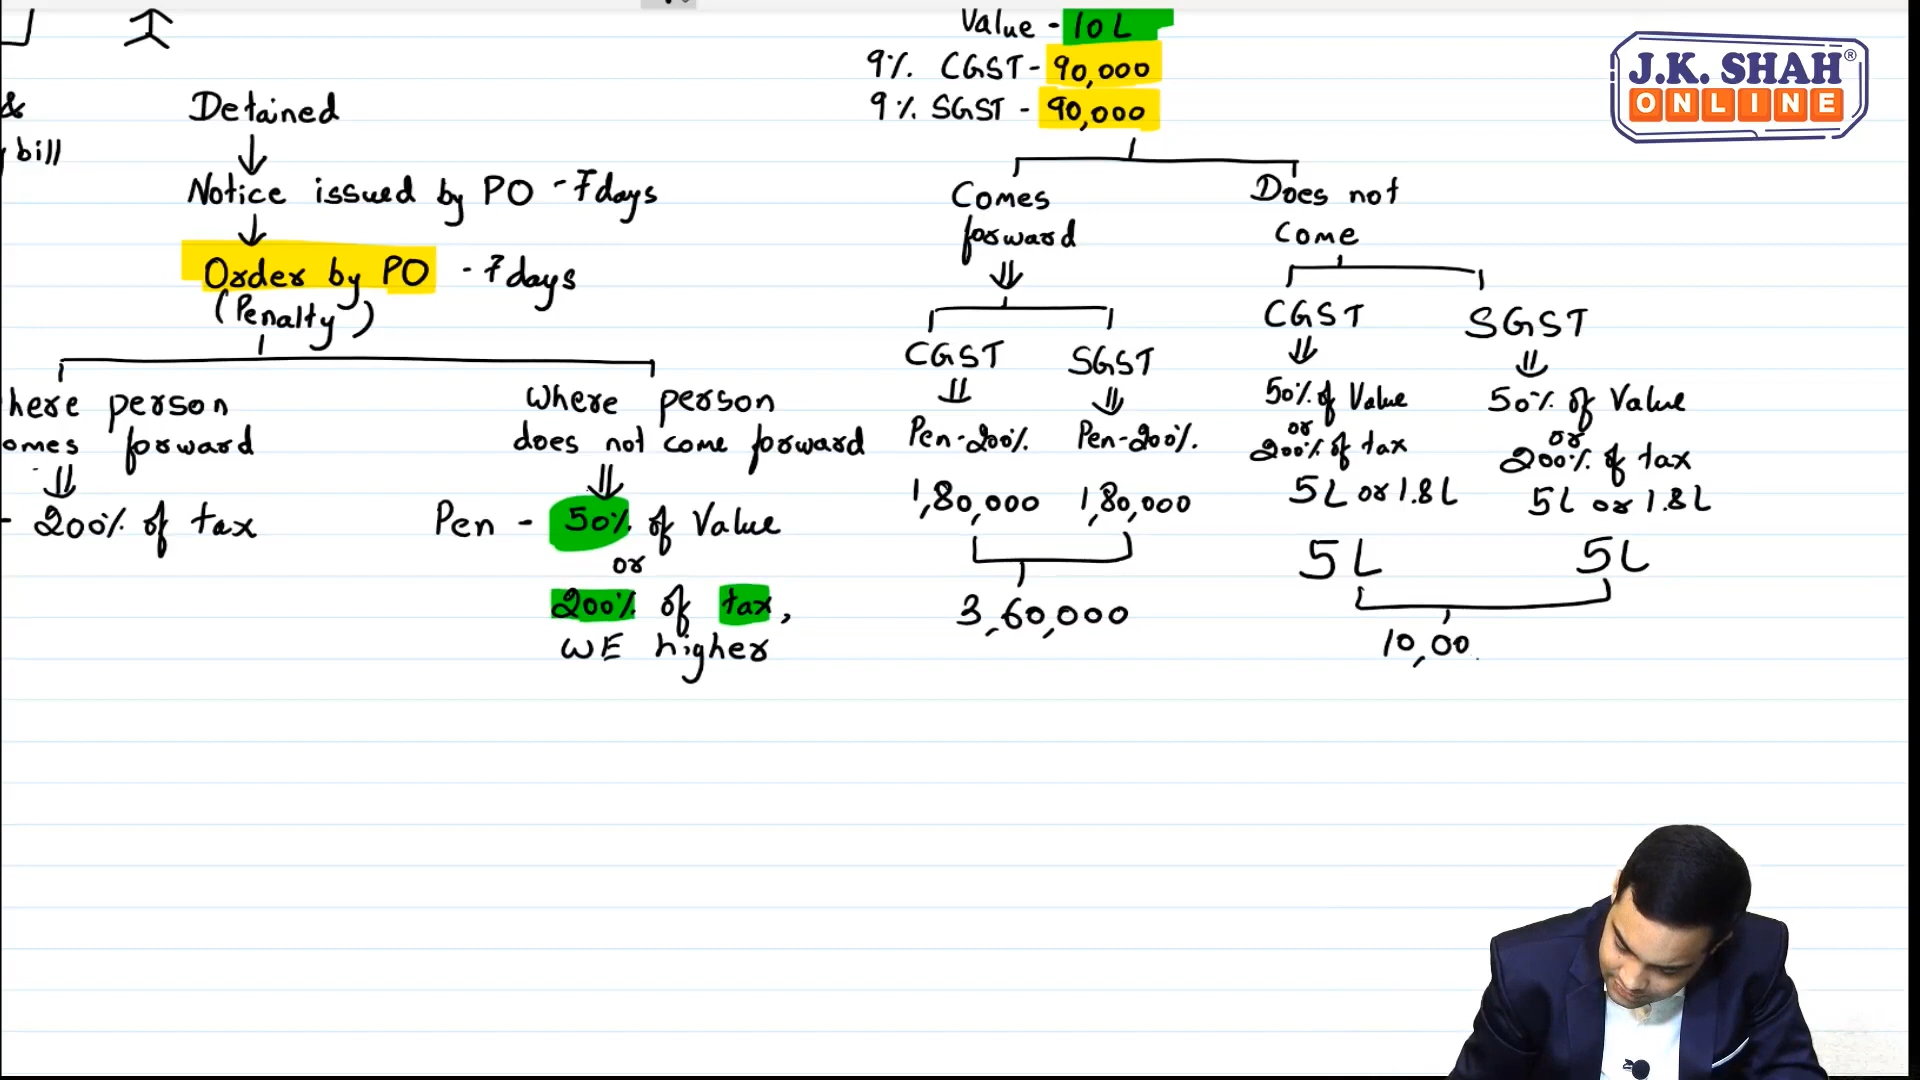 &
bill
Detained
Notice issued by PO - 7days
Order by PO - 7days
(Penalty)
here person
omes forward
- 200% of tax
Where person
does not come forward
Pen - 50% of Value
or
200% of tax,
WE higher
Value - 10 L
9% CGST - 90,000
9% SGST - 90,000
Comes
forward
CGST SGST
Pen-200% Pen-200%
1,80,000 1,80,000
3,60,000
Does not
Come
CGST SGST
50% of Value 50% of Value
or or
200% of tax 200% of tax
5L or 1.8L 5L or 1.8L
5L 5L
10,00
J.K. SHAH®
ONLINE